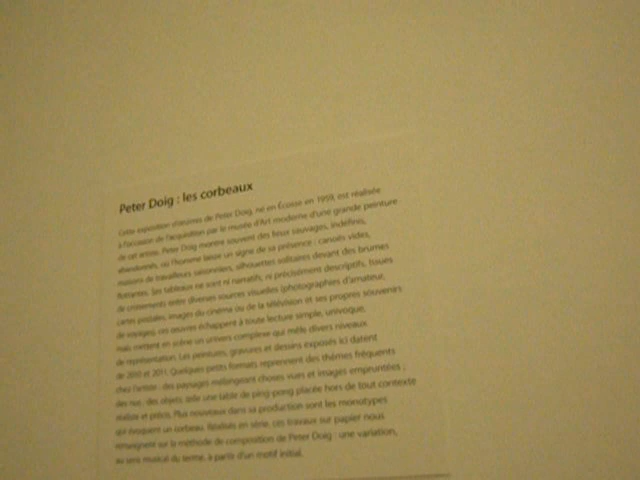 Peter Doig : les corbeaux
Cette exposition d'œuvres de Peter Doig, né en Écosse en 1959, est réalisée
à l'occasion de l'acquisition par le musée d'Art moderne d'une grande peinture
de cet artiste. Peter Doig montre souvent des lieux sauvages, indéfinis,
abandonnés, où l'homme laisse un signe de sa présence : canoës vides,
maisons de travailleurs saisonniers, silhouettes solitaires devant des brumes
flottantes. Ses tableaux ne sont ni narratifs, ni précisément descriptifs. Issues
de croisements entre diverses sources visuelles (photographies d'amateur,
cartes postales, images du cinéma ou de la télévision et ses propres souvenirs
de voyages), ces œuvres échappent à toute lecture simple, univoque,
mais mettent en scène un univers complexe qui mêle divers niveaux
de représentation. Les peintures, gravures et dessins exposés ici datent
de 2010 et 2011. Quelques petits formats reprennent des thèmes fréquents
chez l'artiste : des paysages mélangeant choses vues et images empruntées ;
des nus ; des objets, telle une table de ping-pong placée hors de tout contexte
réaliste et précis. Plus nouveaux dans sa production sont les monotypes
qui évoquent un corbeau. Réalisés en série, ces travaux sur papier nous
renseignent sur la méthode de composition de Peter Doig : une variation,
au sens musical du terme, à partir d'un motif initial.